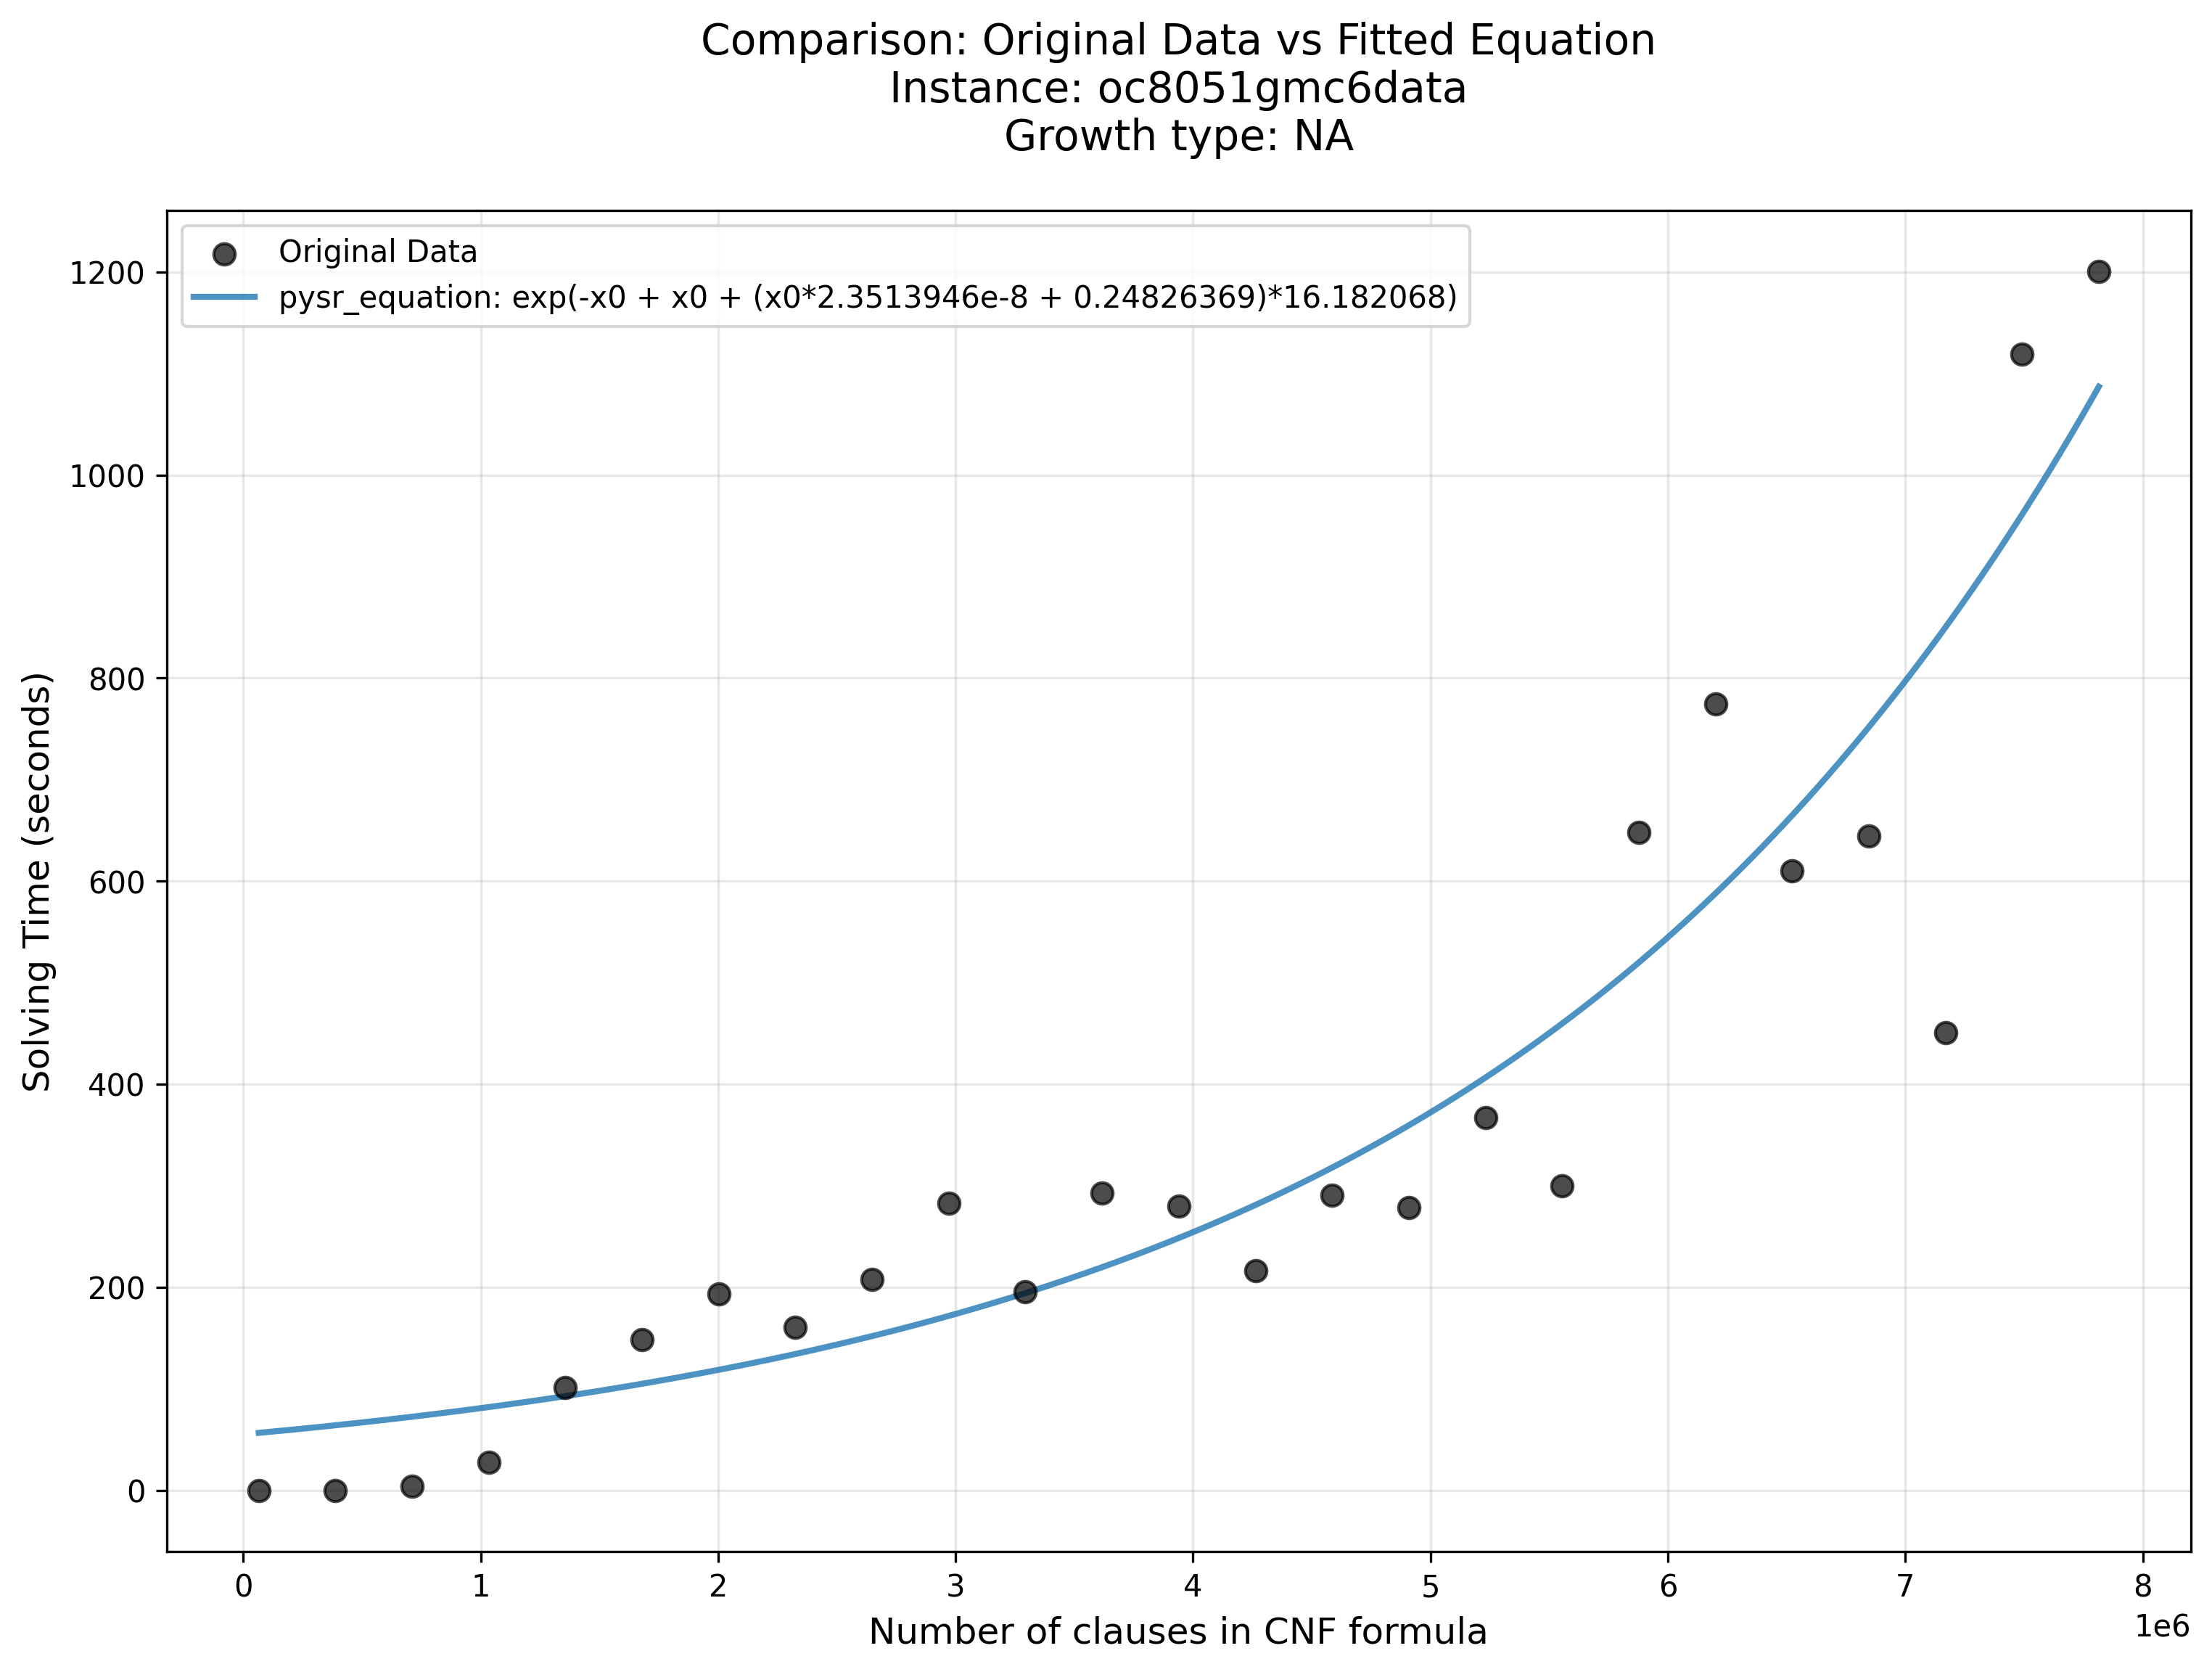 Comparison: Original Data vs Fitted Equation
Instance: oc8051gmc6data
Growth type: NA
Original Data
pysr_equation: exp(-x0 + x0 + (x0*2.3513946e-8 + 0.24826369)*16.182068)
1200
1000
800
600
400
200
0
Solving Time (seconds)
0 1 2 3 4 5 6 7 8
1e6
Number of clauses in CNF formula